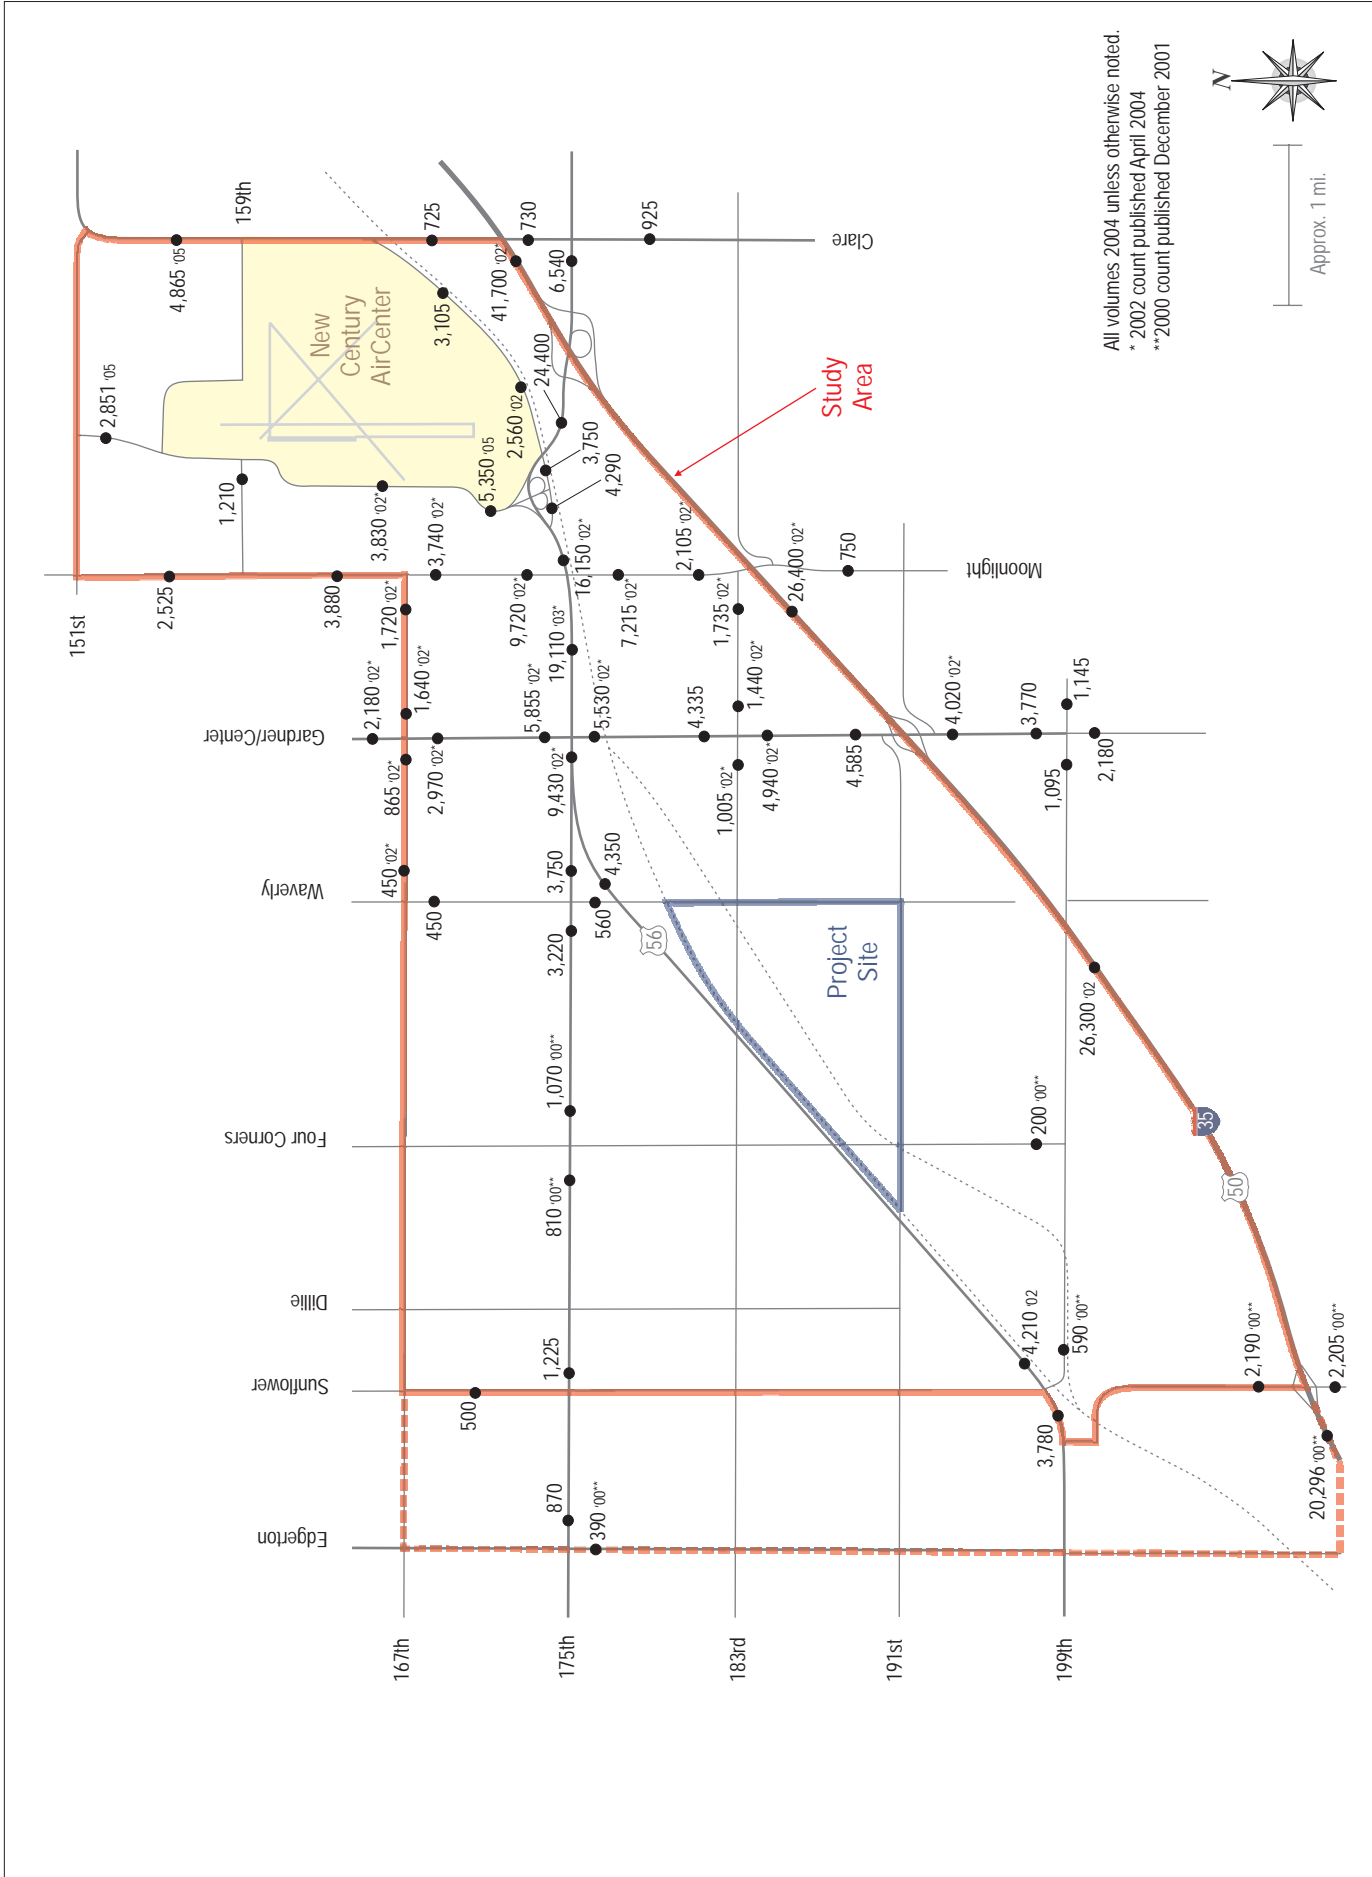 All volumes 2004 unless otherwise noted.
* 2002 count published April 2004
**2000 count published December 2001
N
Approx. 1 mi.
151st
159th
167th
175th
183rd
191st
199th
Edgerton
Sunflower
Dillie
Four Corners
Waverly
Gardner/Center
Moonlight
Clare
New
Century
AirCenter
Study
Area
Project
Site
56
35
50
4,865 '05
2,851 '05
725
730
925
41,700 '02*
6,540
3,105
24,400
2,560 '02
3,750
4,290
5,350 '05
1,210
3,830 '02*
3,740 '02*
2,525
3,880
1,720 '02*
9,720 '02*
16,150 '02*
7,215 '02*
2,105 '02*
1,735 '02*
26,400 '02*
750
19,110 '03*
2,180 '02*
1,640 '02*
865 '02*
2,970 '02*
5,855 '02*
5,530 '02*
9,430 '02*
4,335
1,440 '02*
1,005 '02*
4,940 '02*
4,585
4,020 '02*
3,770
1,145
1,095
2,180
450 '02*
450
3,750
4,350
560
3,220
1,070 '00**
810 '00**
200 '00**
26,300 '02
1,225
500
4,210 '02
590 '00**
3,780
2,190 '00**
2,205 '00**
20,296 '00**
870
390 '00**